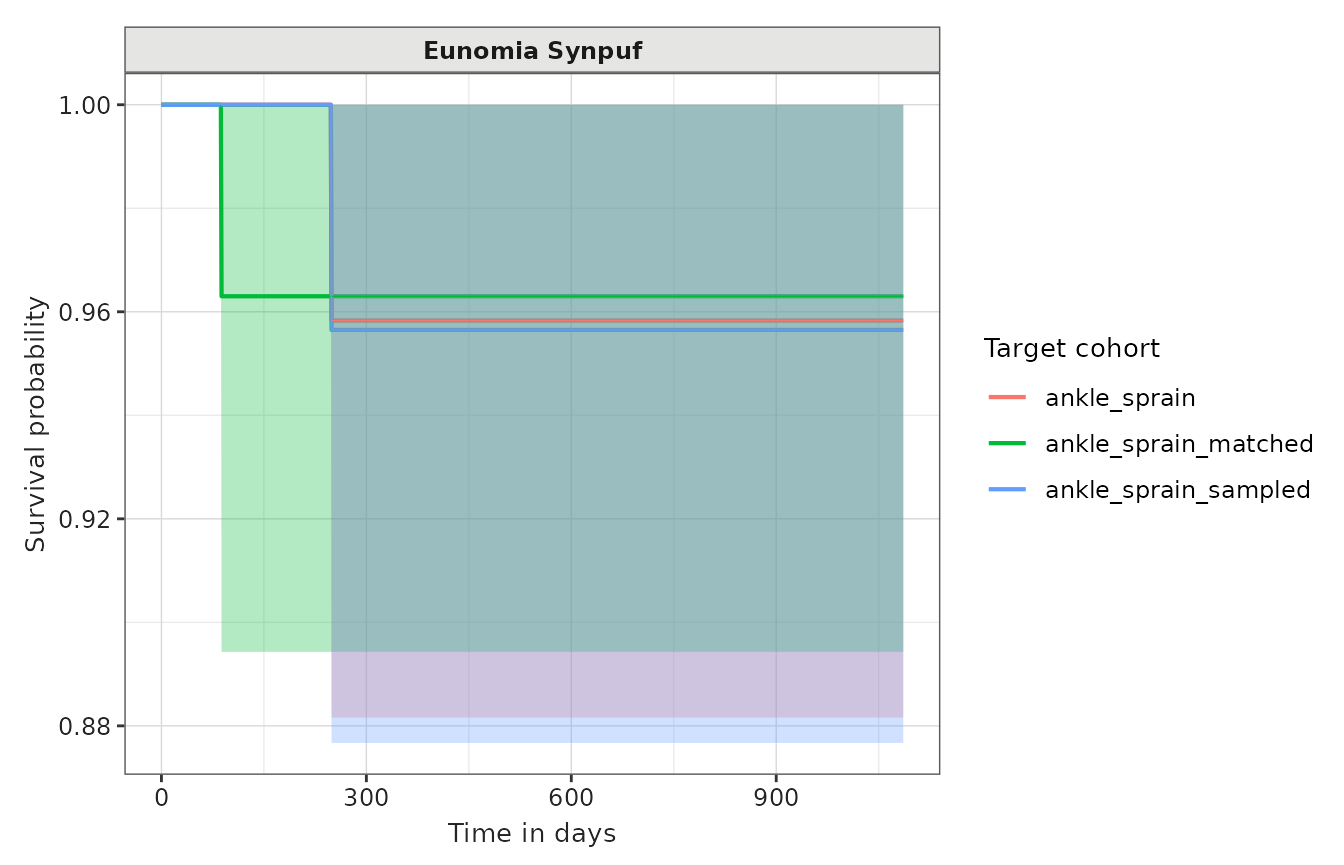 Eunomia Synpuf
Survival probability
1.00
0.96
0.92
0.88
0
300
600
900
Time in days
Target cohort
ankle_sprain
ankle_sprain_matched
ankle_sprain_sampled